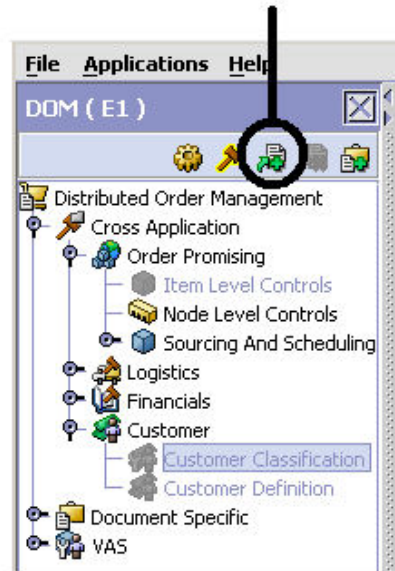 File Applications Help
DOM ( E1 )
Distributed Order Management
Cross Application
Order Promising
Item Level Controls
Node Level Controls
Sourcing And Scheduling
Logistics
Financials
Customer
Customer Classification
Customer Definition
Document Specific
VAS